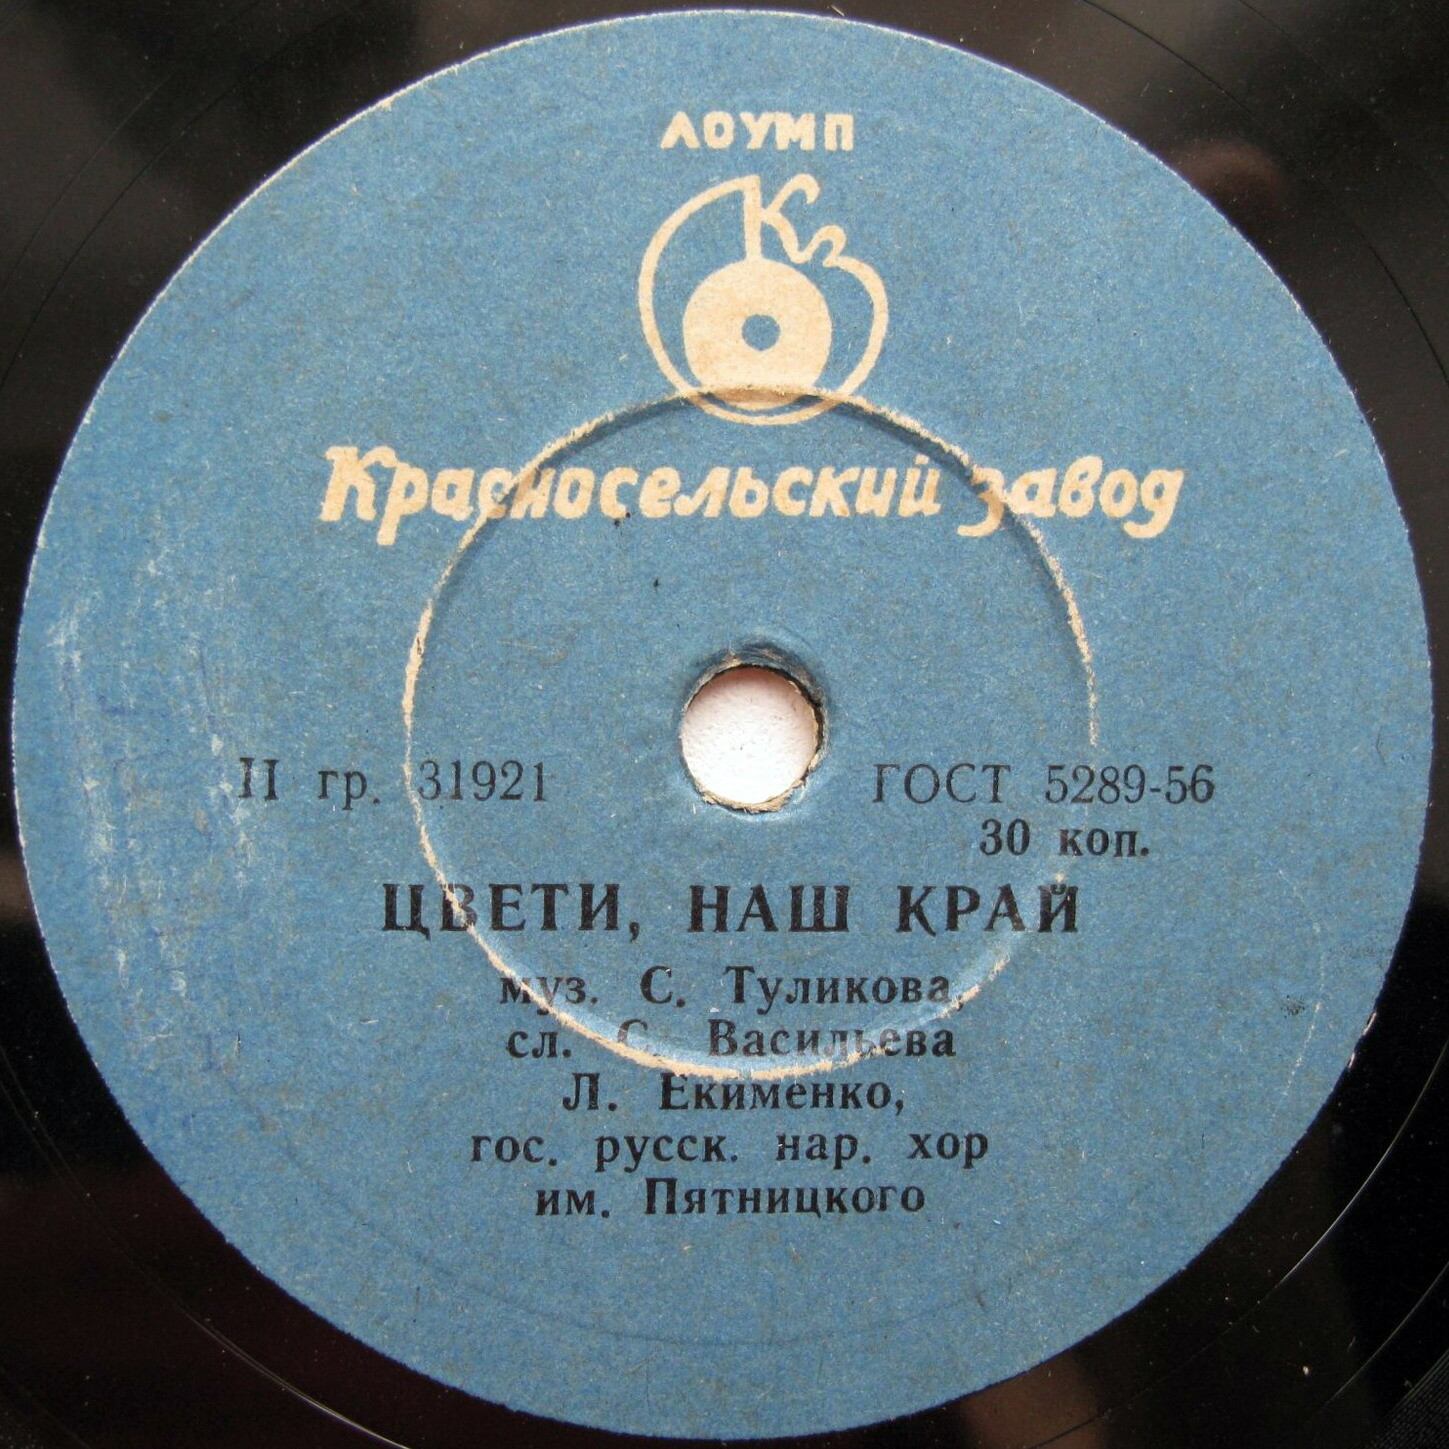 ЛОУМП
Кз
Красносельский завод
II гр. 31921 ГОСТ 5289-56
30 коп.
ЦВЕТИ, НАШ КРАЙ
муз. С. Туликова,
сл. С. Васильева
Л. Екименко,
гос. русск. нар. хор
им. Пятницкого